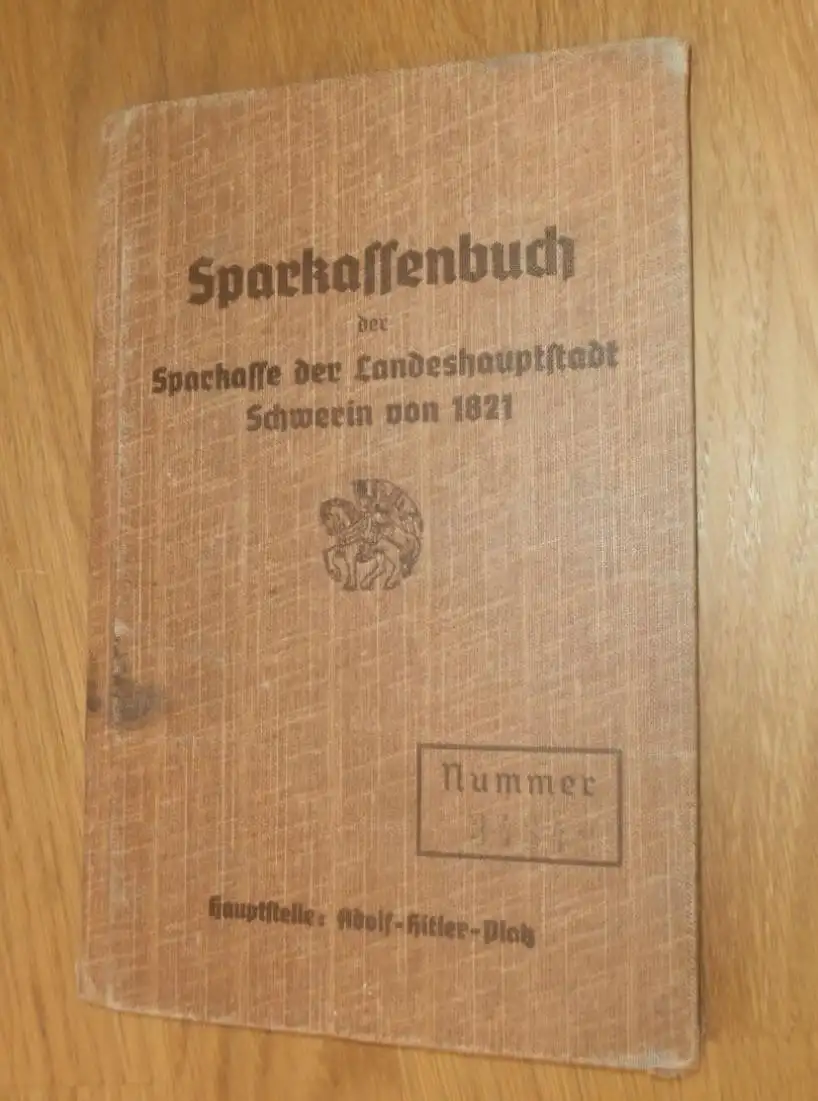 Sparkassenbuch
der
Sparkasse der Landeshauptstadt
Schwerin von 1821
Nummer
Hauptstelle: Adolf-Hitler-Platz